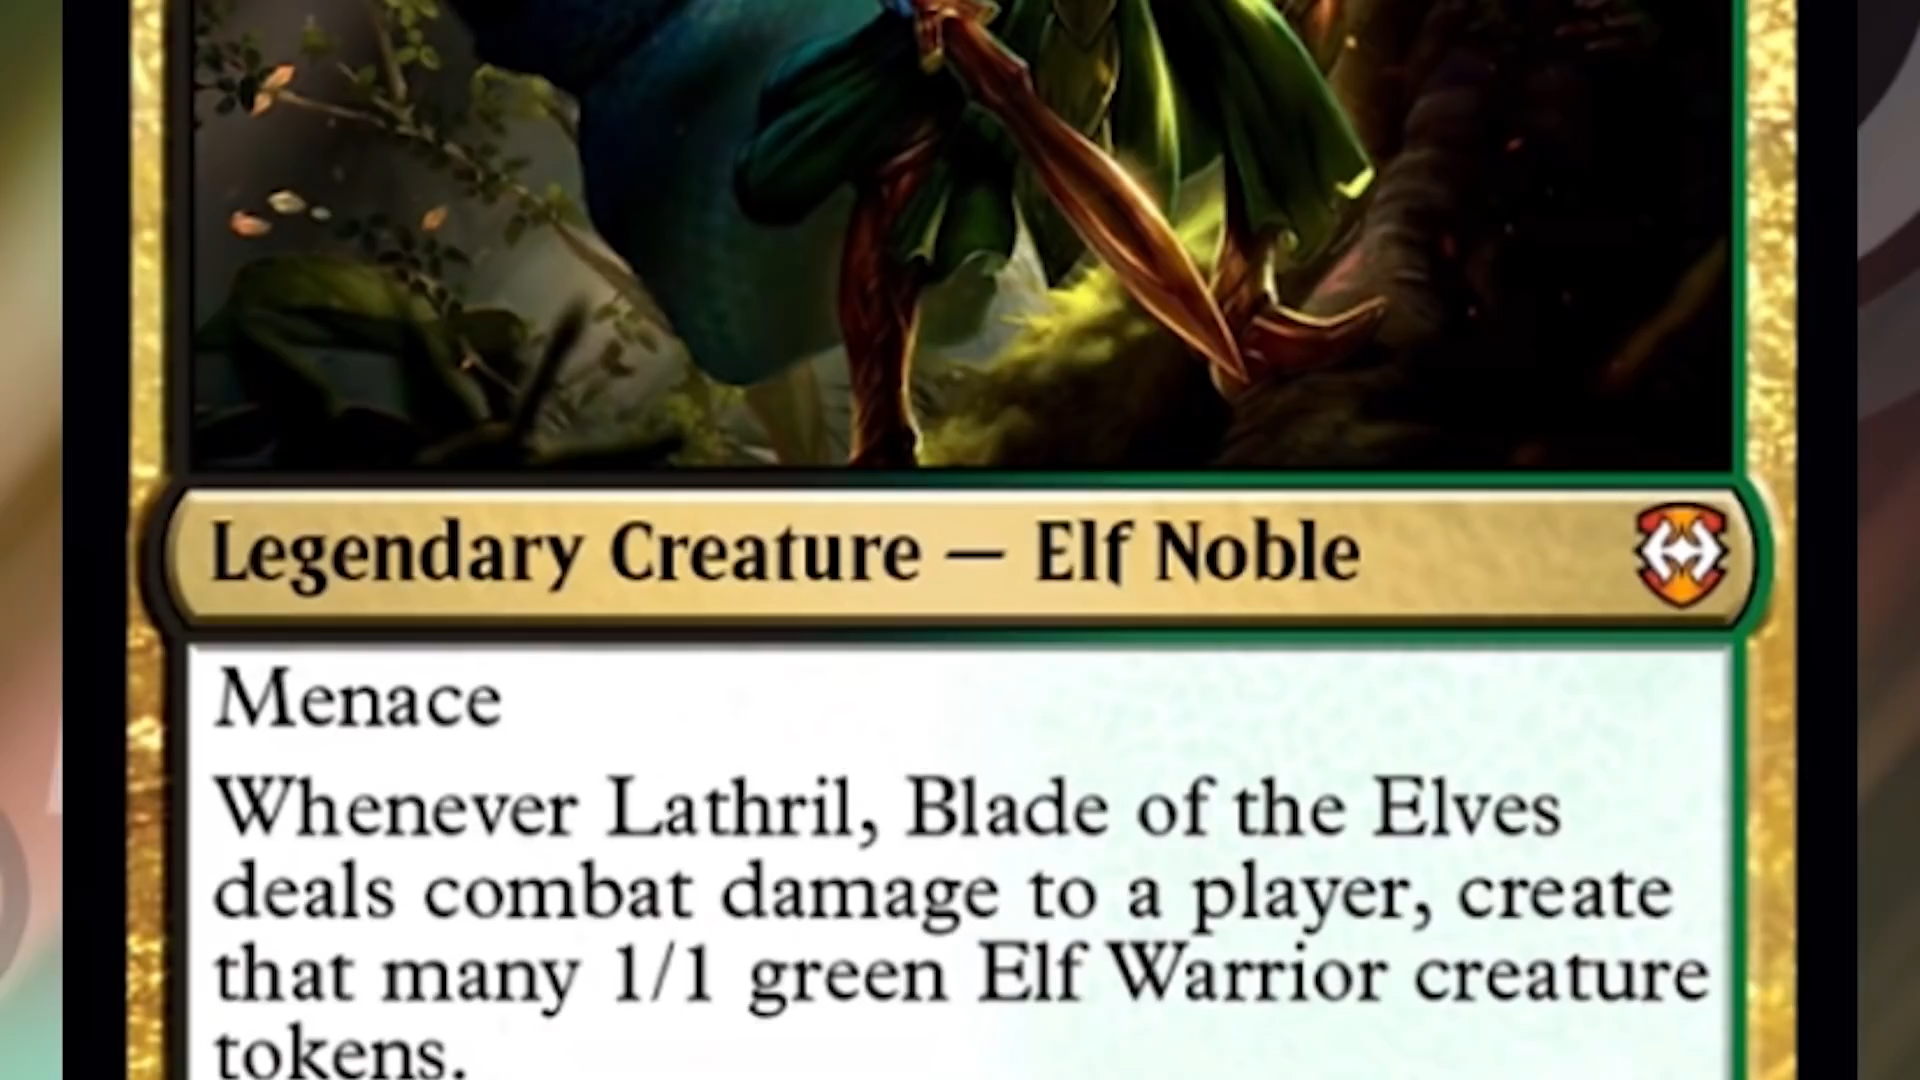 Legendary Creature — Elf Noble
Menace
Whenever Lathril, Blade of the Elves
deals combat damage to a player, create
that many 1/1 green Elf Warrior creature
tokens.